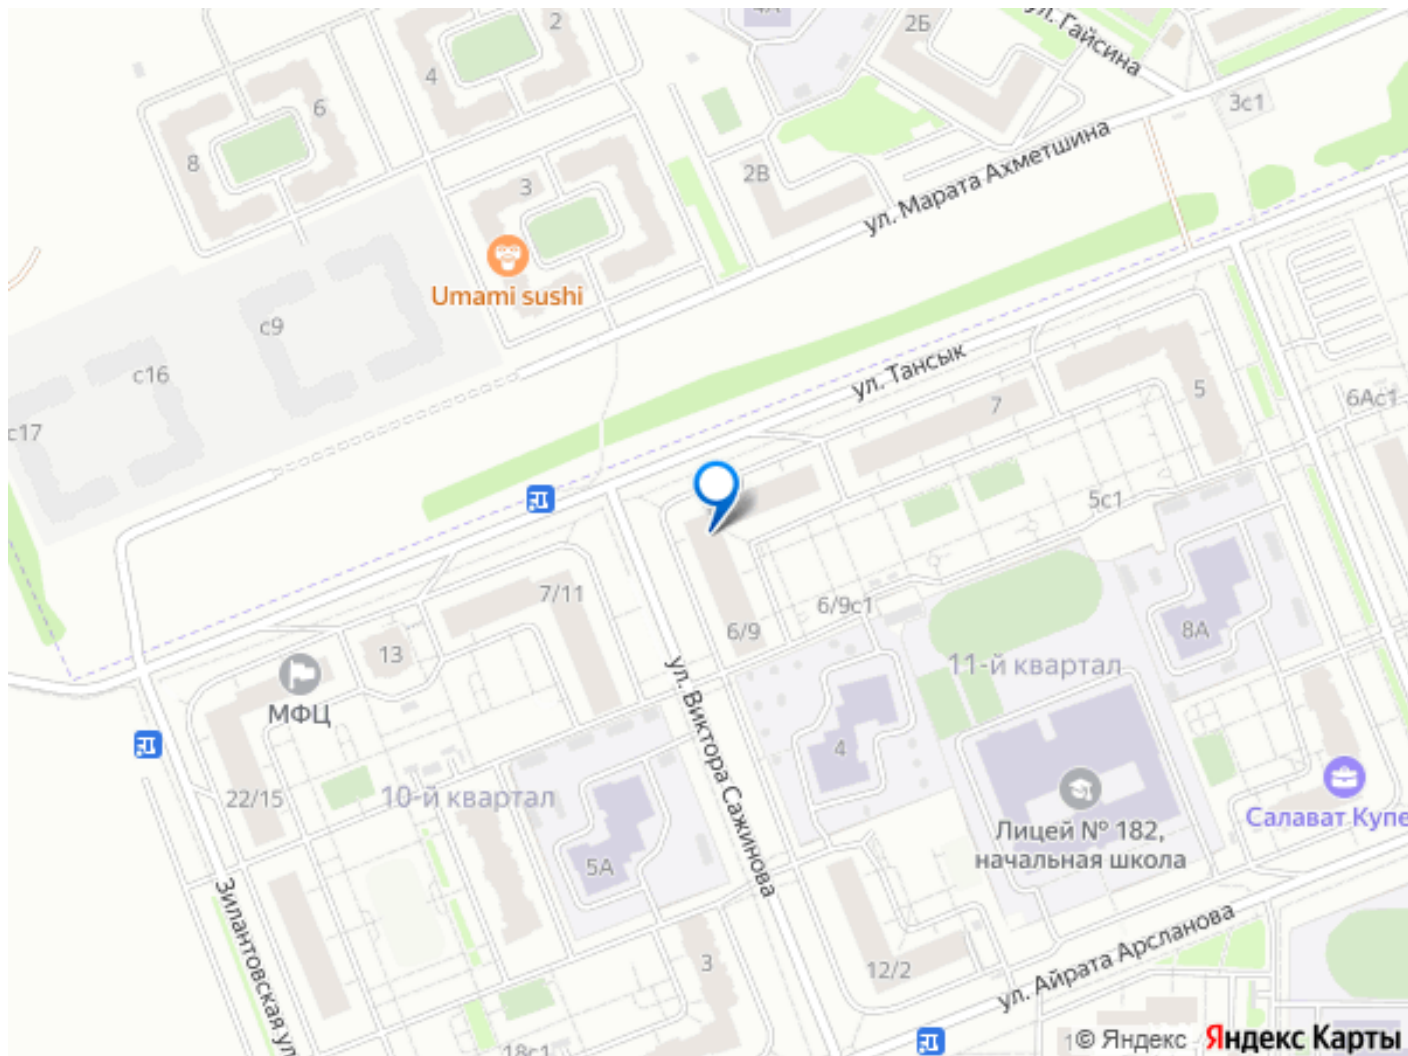 4А
2
2Б
ул. Гайсина
4
6
3с1
8
3
2В
ул. Марата Ахметшина
Umami sushi
с9
с16
ул. Тансык
5
6Ас1
7
с17
5с1
7/11
6/9с1
6/9
8А
13
11-й квартал
МФЦ
ул. Виктора Сажинова
4
22/15
10-й квартал
Салават Купе
Лицей № 182,
начальная школа
5А
Зилантовская ул
ул. Айрата Арсланова
3
12/2
18с1
1
© Яндекс Яндекс Карты